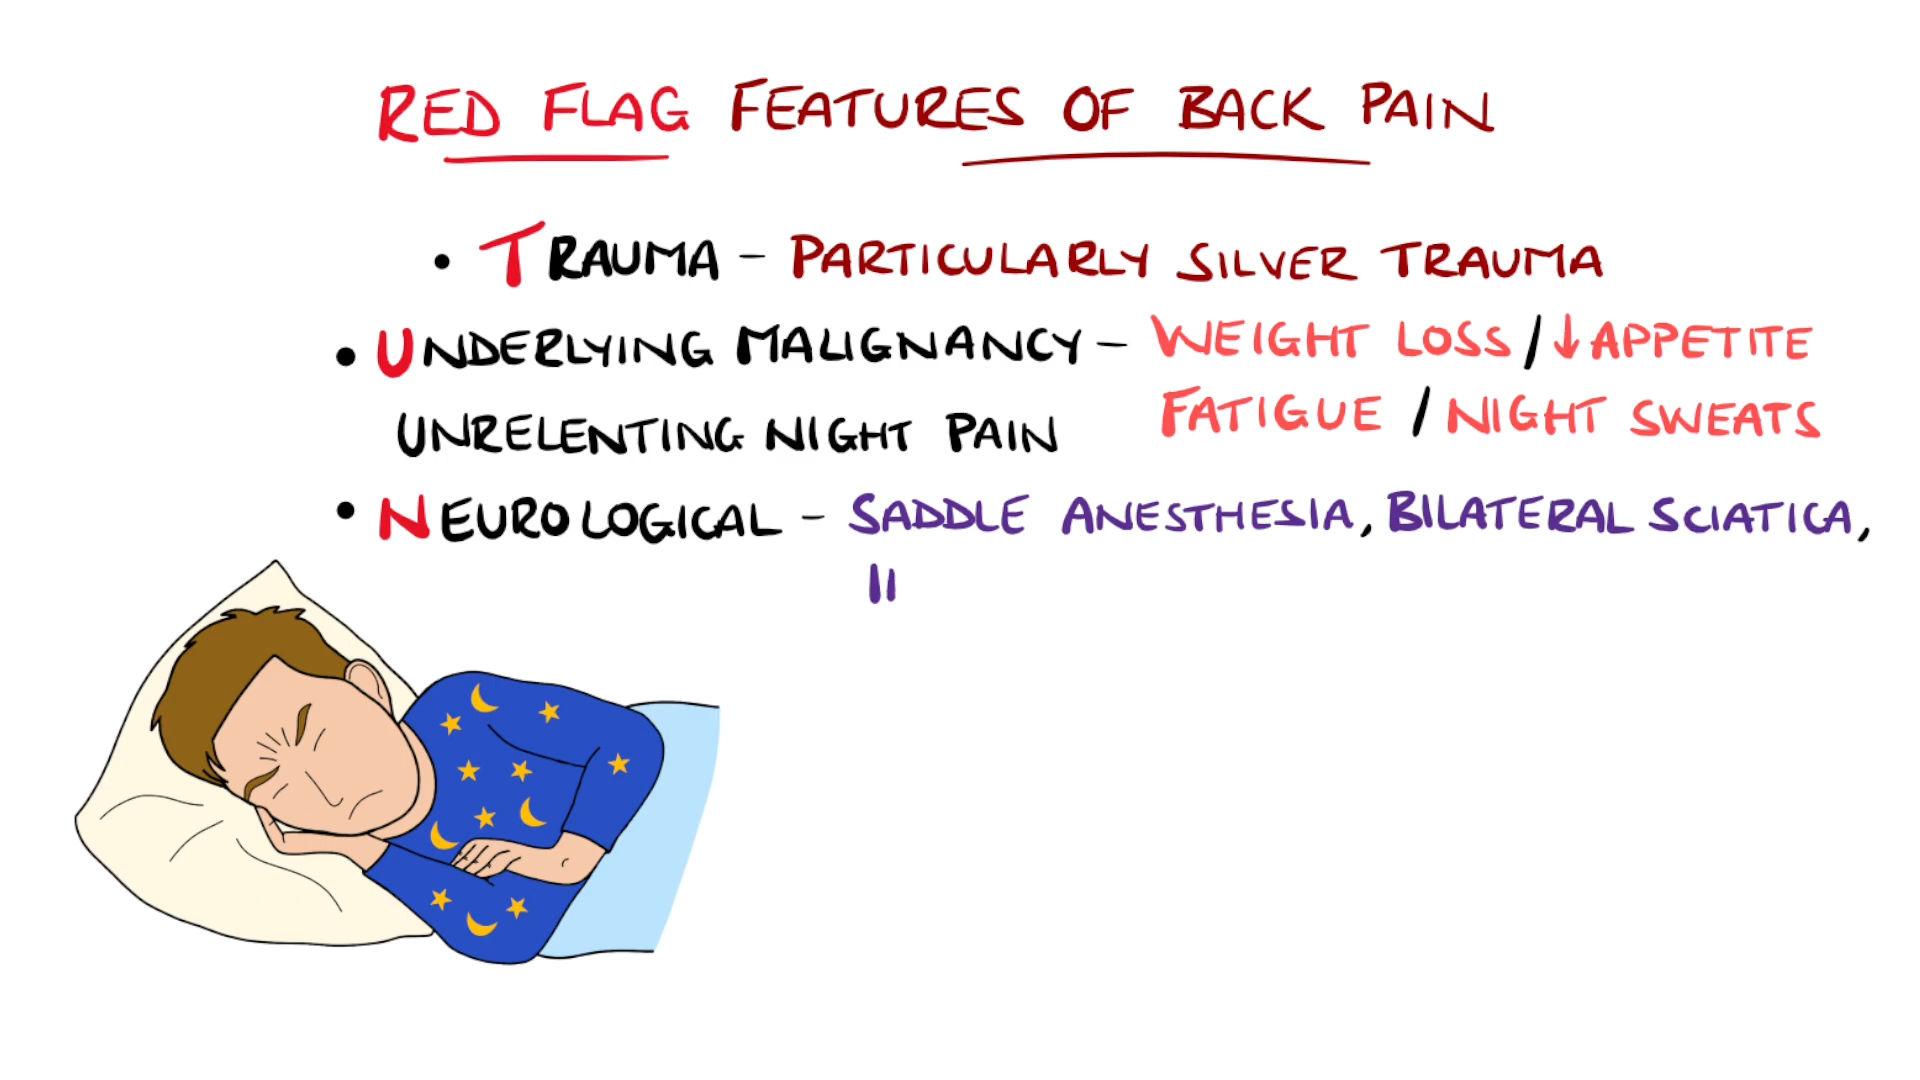 RED FLAG FEATURES OF BACK PAIN
• TRAUMA – PARTICULARLY SILVER TRAUMA
• UNDERLYING MALIGNANCY – WEIGHT LOSS / ↓ APPETITE
UNRELENTING NIGHT PAIN FATIGUE / NIGHT SWEATS
• NEUROLOGICAL – SADDLE ANESTHESIA, BILATERAL SCIATICA,